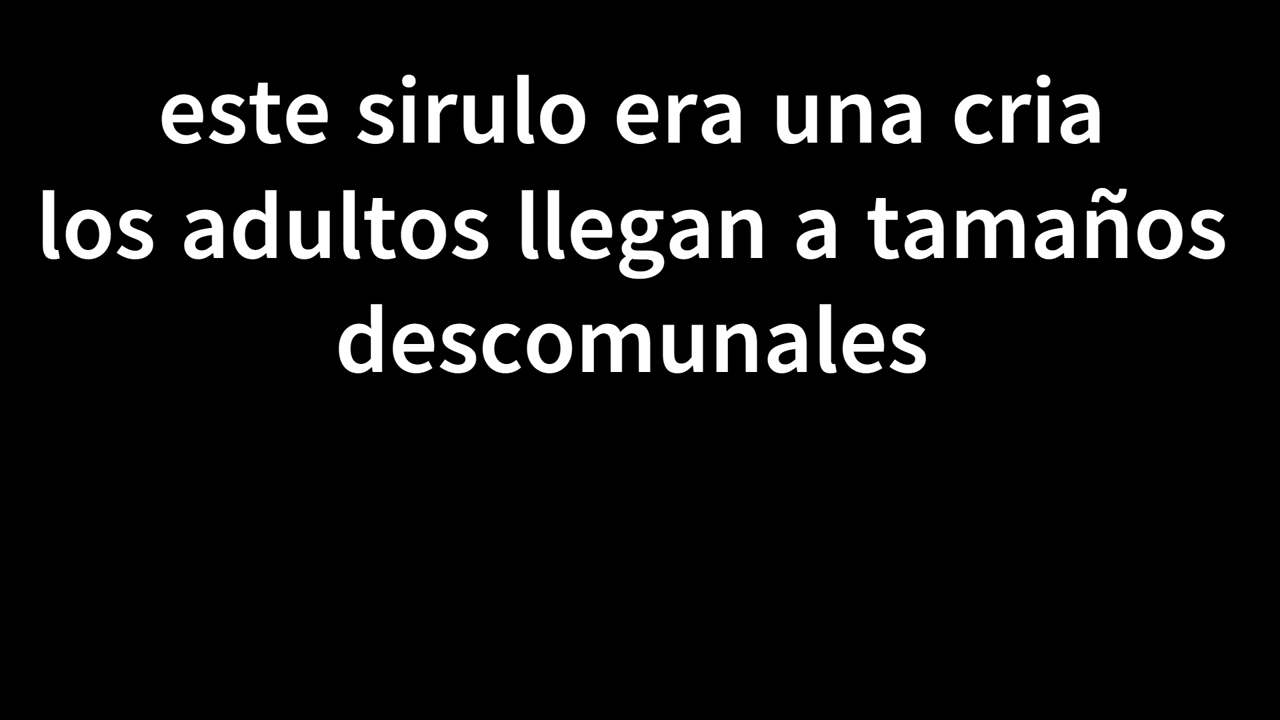 este sirulo era una cria
los adultos llegan a tamaños
descomunales